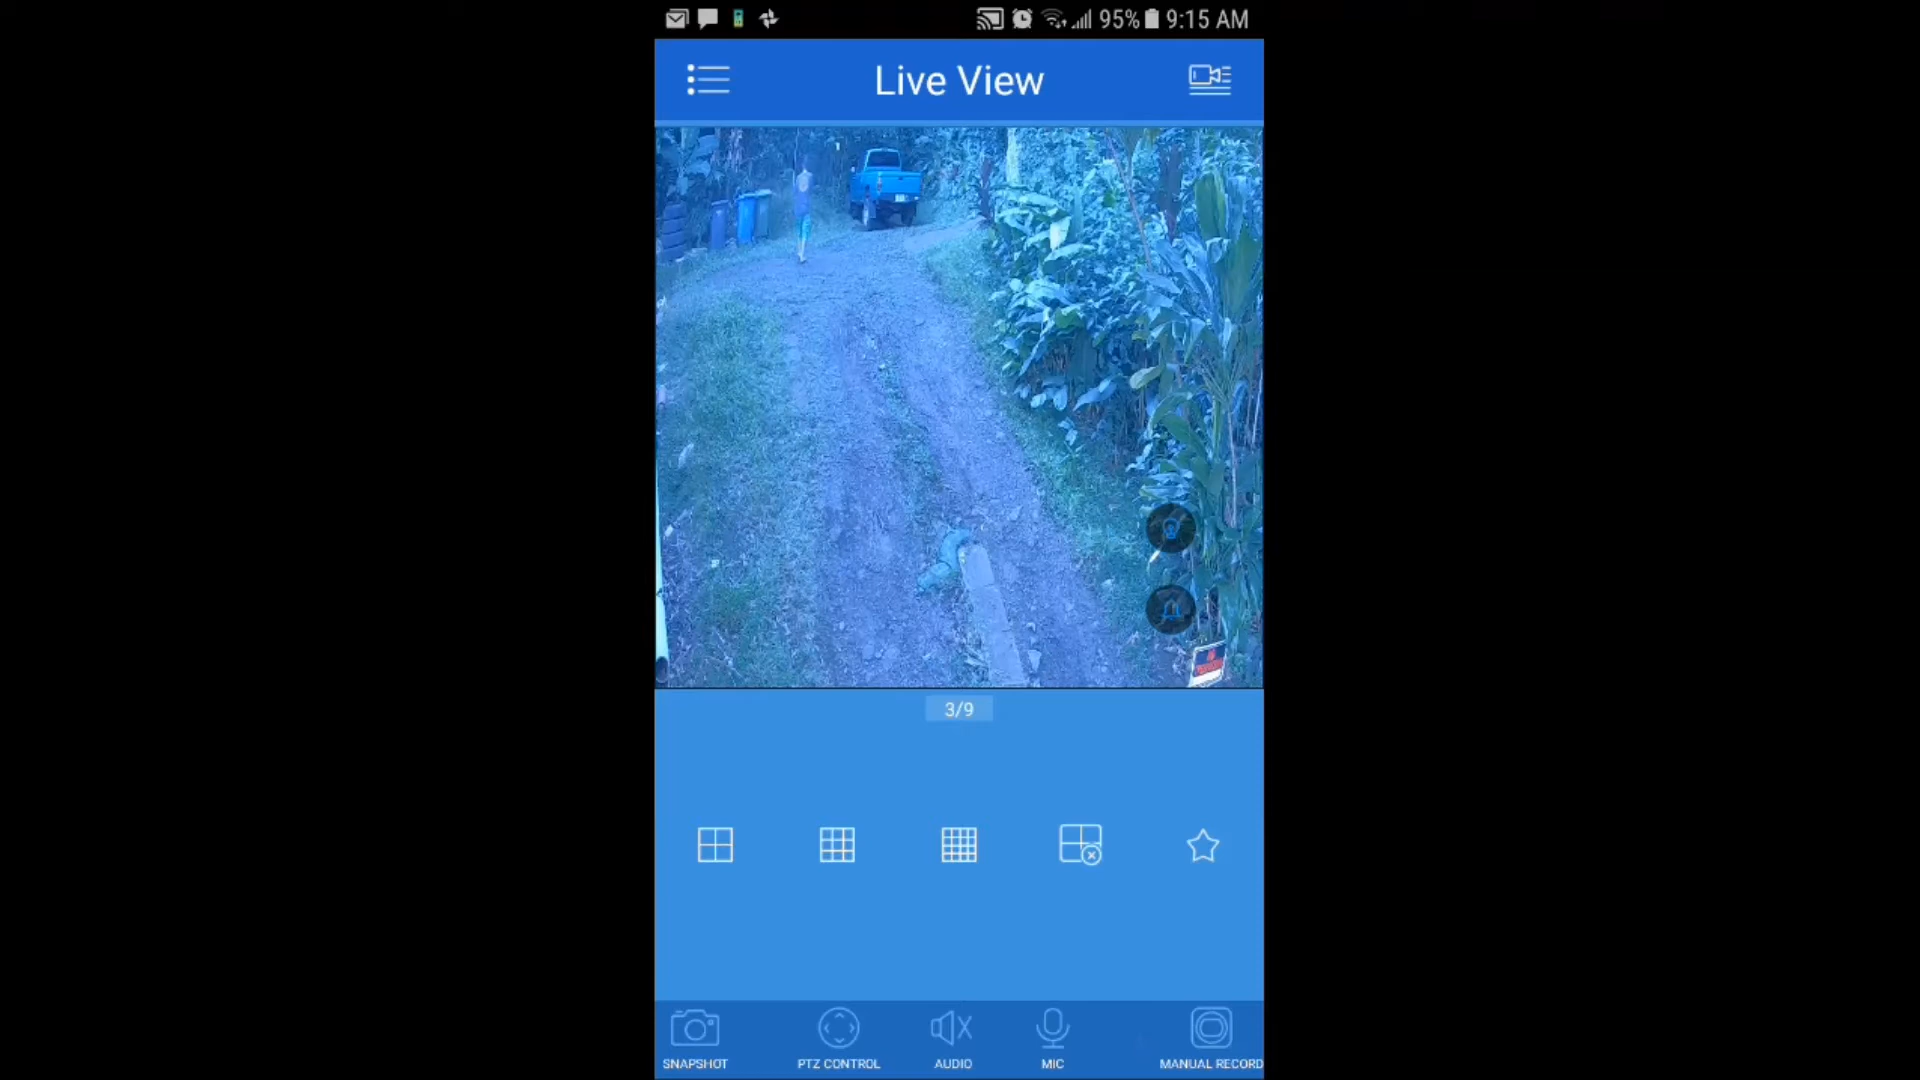 95% 9:15 AM
Live View
3/9
SNAPSHOT PTZ CONTROL AUDIO MIC MANUAL RECORD